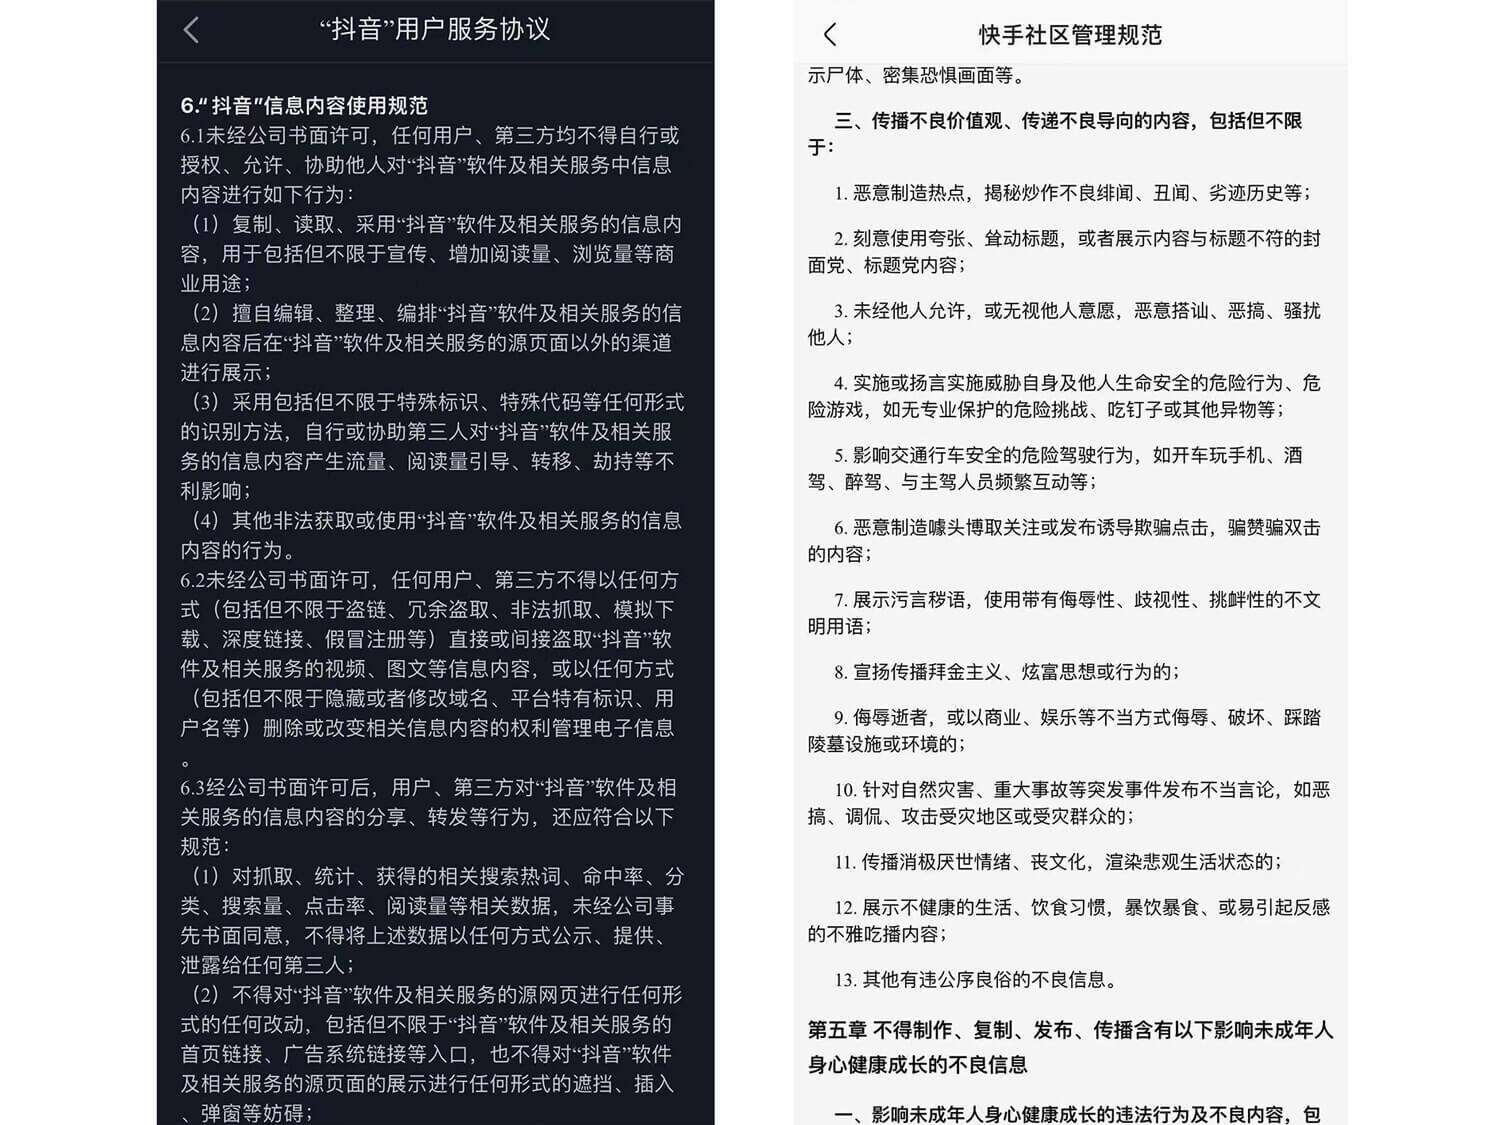 “抖音”用户服务协议
6.“抖音”信息内容使用规范
6.1未经公司书面许可，任何用户、第三方均不得自行或
授权、允许、协助他人对“抖音”软件及相关服务中信息
内容进行如下行为：
（1）复制、读取、采用“抖音”软件及相关服务的信息内
容，用于包括但不限于宣传、增加阅读量、浏览量等商
业用途；
（2）擅自编辑、整理、编排“抖音”软件及相关服务的信
息内容后在“抖音”软件及相关服务的源页面以外的渠道
进行展示；
（3）采用包括但不限于特殊标识、特殊代码等任何形式
的识别方法，自行或协助第三人对“抖音”软件及相关服
务的信息内容产生流量、阅读量引导、转移、劫持等不
利影响；
（4）其他非法获取或使用“抖音”软件及相关服务的信息
内容的行为。
6.2未经公司书面许可，任何用户、第三方不得以任何方
式（包括但不限于盗链、冗余盗取、非法抓取、模拟下
载、深度链接、假冒注册等）直接或间接盗取“抖音”软
件及相关服务的视频、图文等信息内容，或以任何方式
（包括但不限于隐藏或者修改域名、平台特有标识、用
户名等）删除或改变相关信息内容的权利管理电子信息
。
6.3经公司书面许可后，用户、第三方对“抖音”软件及相
关服务的信息内容的分享、转发等行为，还应符合以下
规范：
（1）对抓取、统计、获得的相关搜索热词、命中率、分
类、搜索量、点击率、阅读量等相关数据，未经公司事
先书面同意，不得将上述数据以任何方式公示、提供、
泄露给任何第三人；
（2）不得对“抖音”软件及相关服务的源网页进行任何形
式的任何改动，包括但不限于“抖音”软件及相关服务的
首页链接、广告系统链接等入口，也不得对“抖音”软件
及相关服务的源页面的展示进行任何形式的遮挡、插入
、弹窗等妨碍；
快手社区管理规范
示尸体、密集恐惧画面等。
三、传播不良价值观、传递不良导向的内容，包括但不限
于：
1. 恶意制造热点，揭秘炒作不良绯闻、丑闻、劣迹历史等；
2. 刻意使用夸张、耸动标题，或者展示内容与标题不符的封
面党、标题党内容；
3. 未经他人允许，或无视他人意愿，恶意搭讪、恶搞、骚扰
他人；
4. 实施或扬言实施威胁自身及他人生命安全的危险行为、危
险游戏，如无专业保护的危险挑战、吃钉子或其他异物等；
5. 影响交通行车安全的危险驾驶行为，如开车玩手机、酒
驾、醉驾、与主驾人员频繁互动等；
6. 恶意制造噱头博取关注或发布诱导欺骗点击，骗赞骗双击
的内容；
7. 展示污言秽语，使用带有侮辱性、歧视性、挑衅性的不文
明用语；
8. 宣扬传播拜金主义、炫富思想或行为的；
9. 侮辱逝者，或以商业、娱乐等不当方式侮辱、破坏、踩踏
陵墓设施或环境的；
10. 针对自然灾害、重大事故等突发事件发布不当言论，如恶
搞、调侃、攻击受灾地区或受灾群众的；
11. 传播消极厌世情绪、丧文化，渲染悲观生活状态的；
12. 展示不健康的生活、饮食习惯，暴饮暴食、或易引起反感
的不雅吃播内容；
13. 其他有违公序良俗的不良信息。
第五章 不得制作、复制、发布、传播含有以下影响未成年人
身心健康成长的不良信息
一、影响未成年人身心健康成长的违法行为及不良内容，包